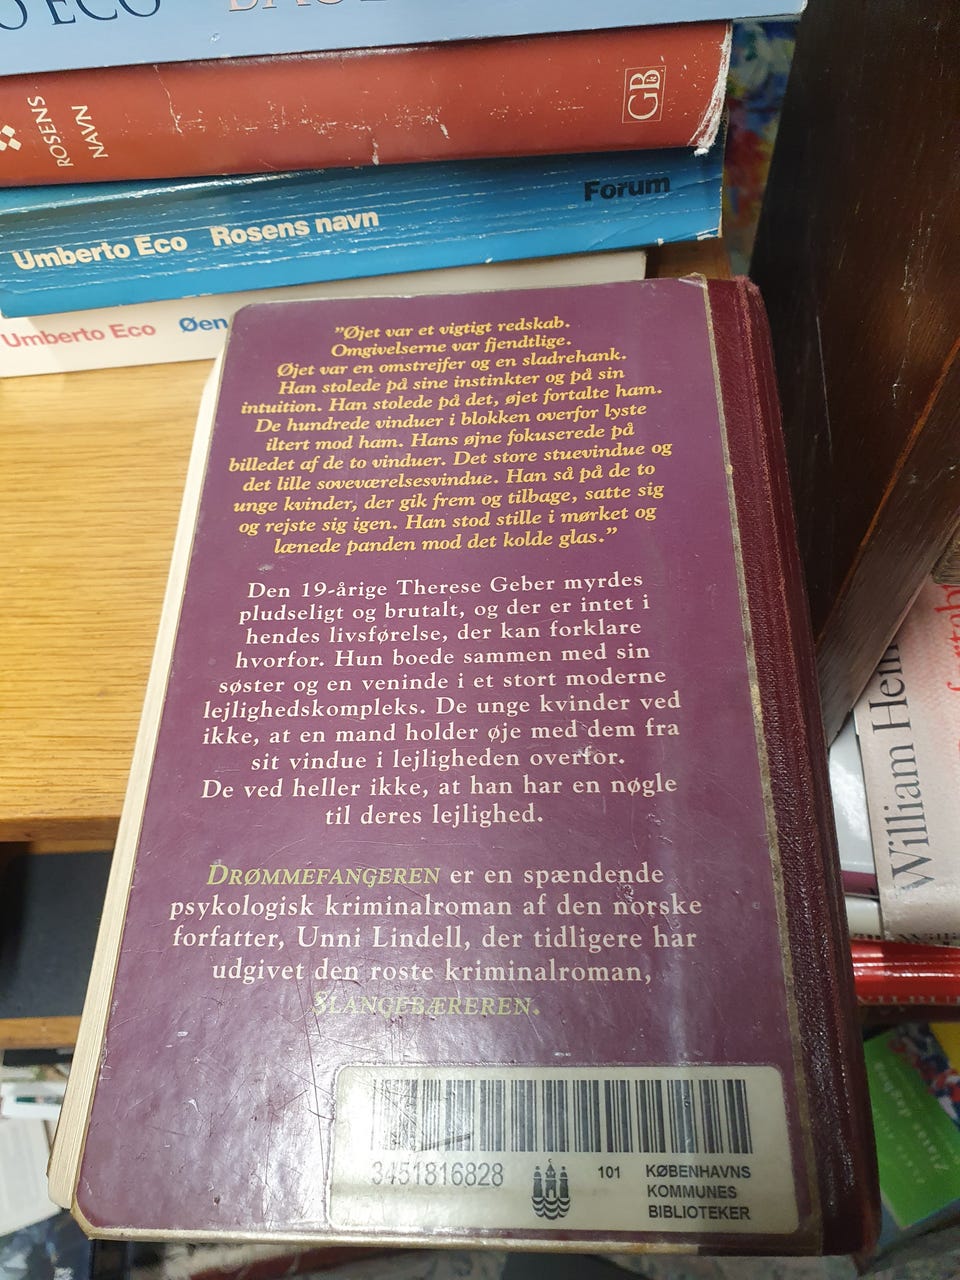 O ECO
ROSENS
NAVN
GB
Forum
Umberto Eco Rosens navn
Umberto Eco Øen
"Øjet var et vigtigt redskab.
Omgivelserne var fjendtlige.
Øjet var en omstrejfer og en sladrehank.
Han stolede på sine instinkter og på sin
intuition. Han stolede på det, øjet fortalte ham.
De hundrede vinduer i blokken overfor lyste
iltert mod ham. Hans øjne fokuserede på
billedet af de to vinduer. Det store stuevindue og
det lille soveværelsesvindue. Han så på de to
unge kvinder, der gik frem og tilbage, satte sig
og rejste sig igen. Han stod stille i mørket og
lænede panden mod det kolde glas."
Den 19-årige Therese Geber myrdes
pludseligt og brutalt, og der er intet i
hendes livsførelse, der kan forklare
hvorfor. Hun boede sammen med sin
søster og en veninde i et stort moderne
lejlighedskompleks. De unge kvinder ved
ikke, at en mand holder øje med dem fra
sit vindue i lejligheden overfor.
De ved heller ikke, at han har en nøgle
til deres lejlighed.
DRØMMEFANGEREN er en spændende
psykologisk kriminalroman af den norske
forfatter, Unni Lindell, der tidligere har
udgivet den roste kriminalroman,
SLANGEBÆREREN.
3451816828
101
KØBENHAVNS
KOMMUNES
BIBLIOTEKER
William Hen